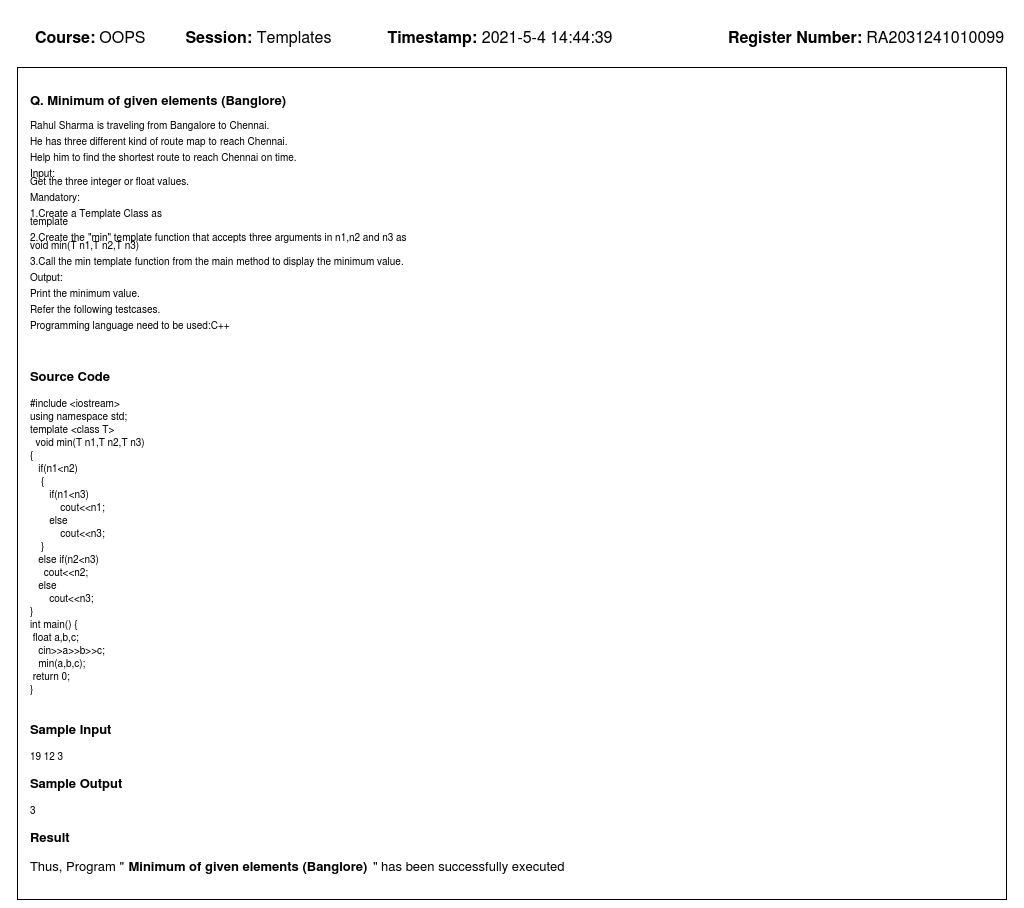 Course: OOPS Session: Templates Timestamp: 2021-5-4 14:44:39 Register Number: RA2031241010099
Q. Minimum of given elements (Banglore)
Rahul Sharma is traveling from Bangalore to Chennai.
He has three different kind of route map to reach Chennai.
Help him to find the shortest route to reach Chennai on time.
Input:
Get the three integer or float values.
Mandatory:
1.Create a Template Class as
template
2.Create the "min" template function that accepts three arguments in n1,n2 and n3 as
void min(T n1,T n2,T n3)
3.Call the min template function from the main method to display the minimum value.
Output:
Print the minimum value.
Refer the following testcases.
Programming language need to be used:C++
Source Code
#include <iostream>
using namespace std;
template <class T>
  void min(T n1,T n2,T n3)
{
   if(n1<n2)
    {
       if(n1<n3)
           cout<<n1;
       else
           cout<<n3;
    }
   else if(n2<n3)
     cout<<n2;
   else
       cout<<n3;
}
int main() {
 float a,b,c;
   cin>>a>>b>>c;
   min(a,b,c);
 return 0;
}
Sample Input
19 12 3
Sample Output
3
Result
Thus, Program " Minimum of given elements (Banglore) " has been successfully executed